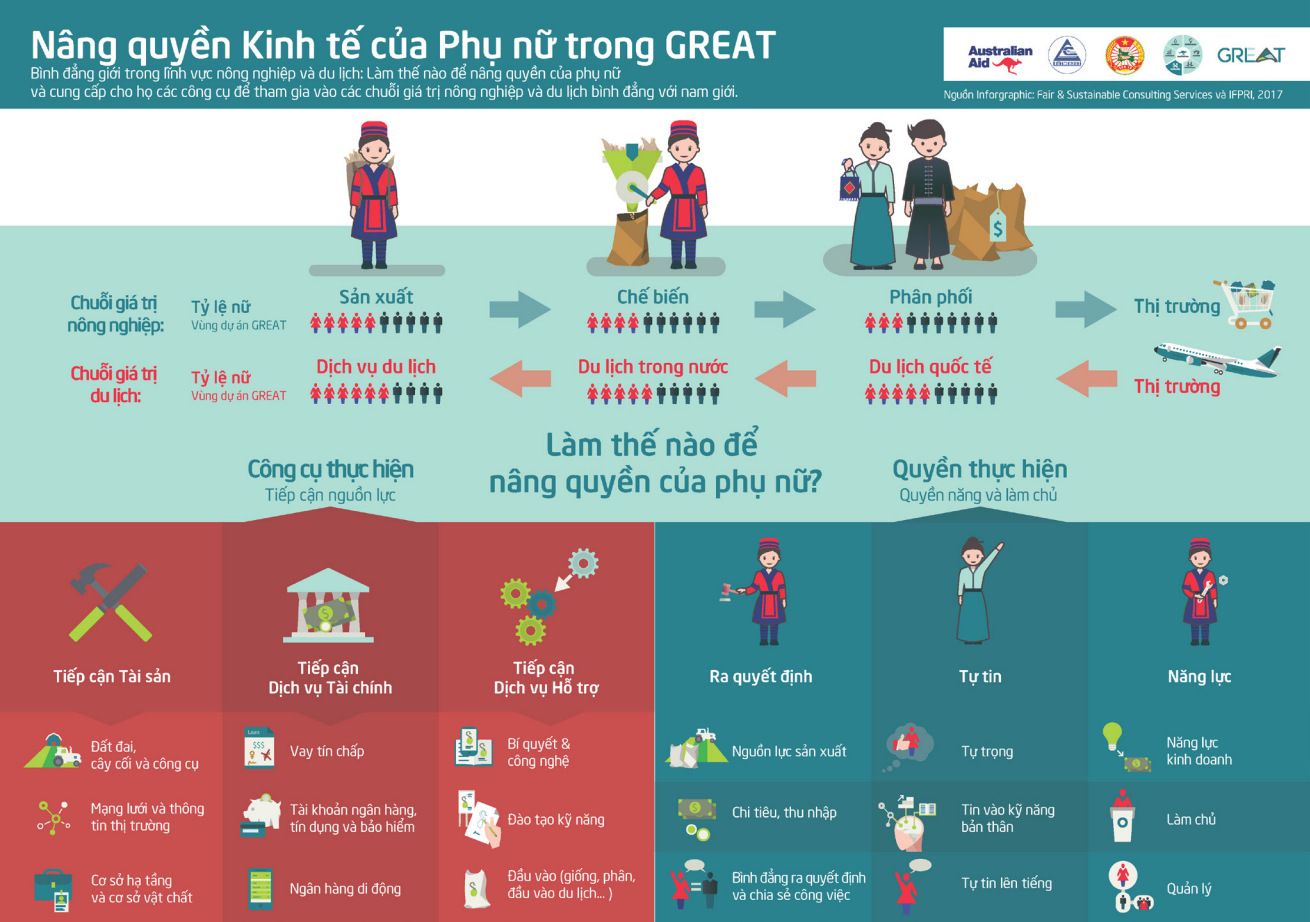 Nâng quyền Kinh tế của Phụ nữ trong GREAT
Bình đẳng giới trong lĩnh vực nông nghiệp và du lịch: Làm thế nào để nâng quyền của phụ nữ
và cung cấp cho họ các công cụ để tham gia vào các chuỗi giá trị nông nghiệp và du lịch bình đẳng với nam giới.
Australian
Aid
GREAT
Nguồn Inforgraphic: Fair & Sustainable Consulting Services và IFPRI, 2017
$
Chuỗi giá trị
nông nghiệp:
Tỷ lệ nữ
Vùng dự án GREAT
Sản xuất
Chế biến
Phân phối
Thị trường
Chuỗi giá trị
du lịch:
Tỷ lệ nữ
Vùng dự án GREAT
Dịch vụ du lịch
Du lịch trong nước
Du lịch quốc tế
Thị trường
Làm thế nào để
nâng quyền của phụ nữ?
Công cụ thực hiện
Tiếp cận nguồn lực
Quyền thực hiện
Quyền năng và làm chủ
Tiếp cận Tài sản
Đất đai,
cây cối và công cụ
Mạng lưới và thông
tin thị trường
Cơ sở hạ tầng
và cơ sở vật chất
$
Tiếp cận
Dịch vụ Tài chính
Loan
$$$
Vay tín chấp
Tài khoản ngân hàng,
tín dụng và bảo hiểm
Ngân hàng di động
Tiếp cận
Dịch vụ Hỗ trợ
Bí quyết &
công nghệ
Đào tạo kỹ năng
Đầu vào (giống, phân,
đầu vào du lịch... )
Ra quyết định
Nguồn lực sản xuất
Chi tiêu, thu nhập
Bình đẳng ra quyết định
và chia sẻ công việc
Tự tin
Tự trọng
Tin vào kỹ năng
bản thân
Tự tin lên tiếng
Năng lực
Năng lực
kinh doanh
Làm chủ
Quản lý